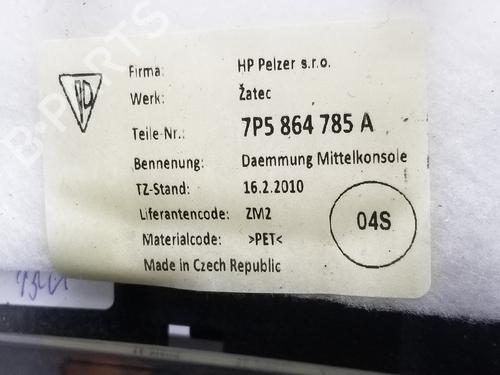 Firma: HP Pelzer s.r.o.
Werk: Žatec
Teile-Nr.: 7P5 864 785 A
Bennenung: Daemmung Mittelkonsole
TZ-Stand: 16.2.2010
Liferantencode: ZM2
04S
Materialcode: >PET<
Made in Czech Republic
B-PARTS